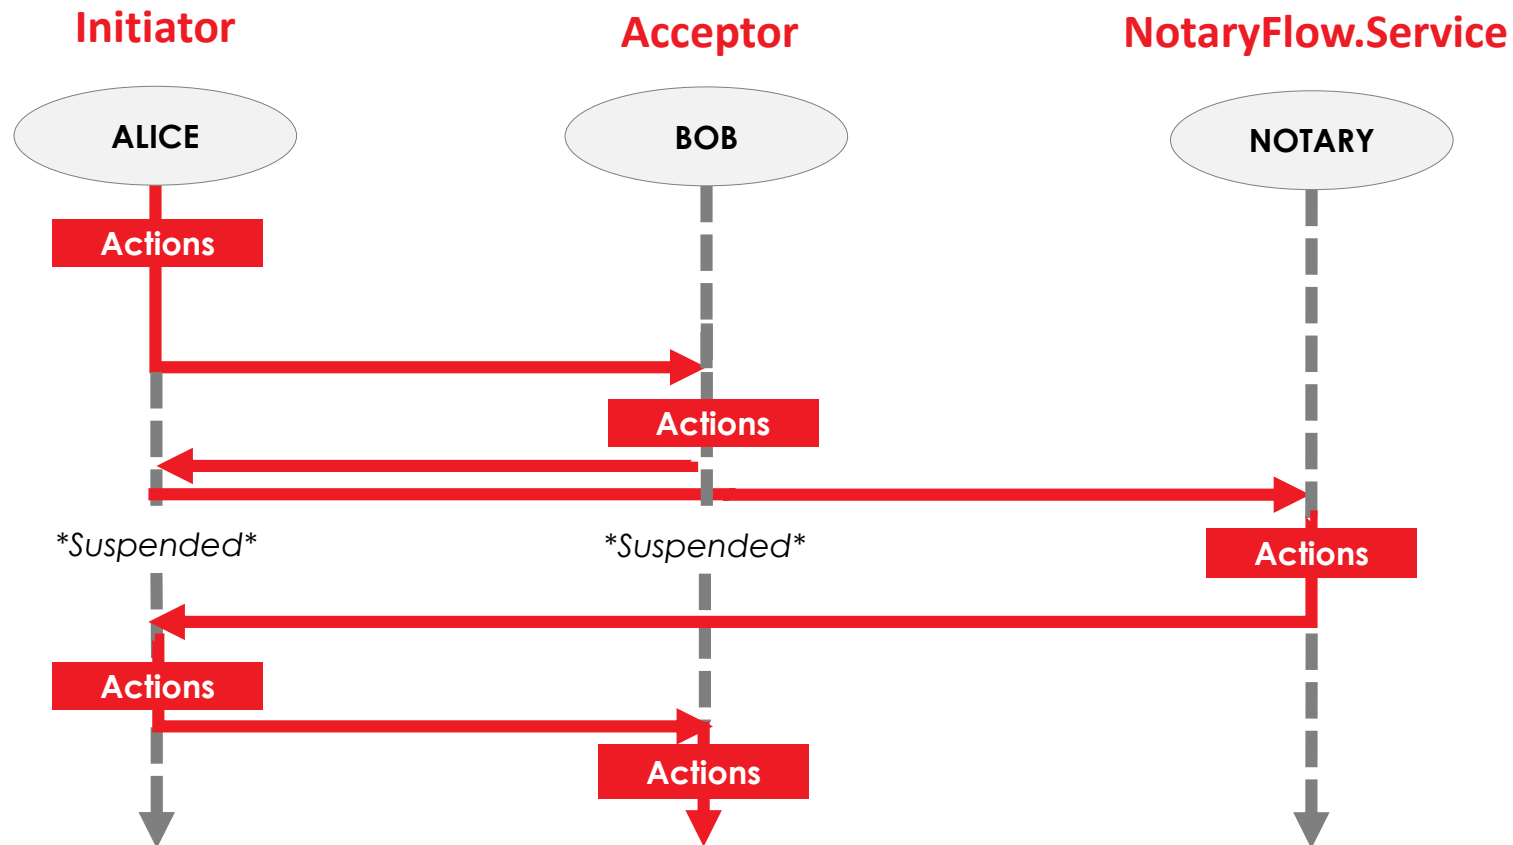 Initiator
Acceptor
NotaryFlow.Service
ALICE
BOB
NOTARY
Actions
Actions
*Suspended*
*Suspended*
Actions
Actions
Actions